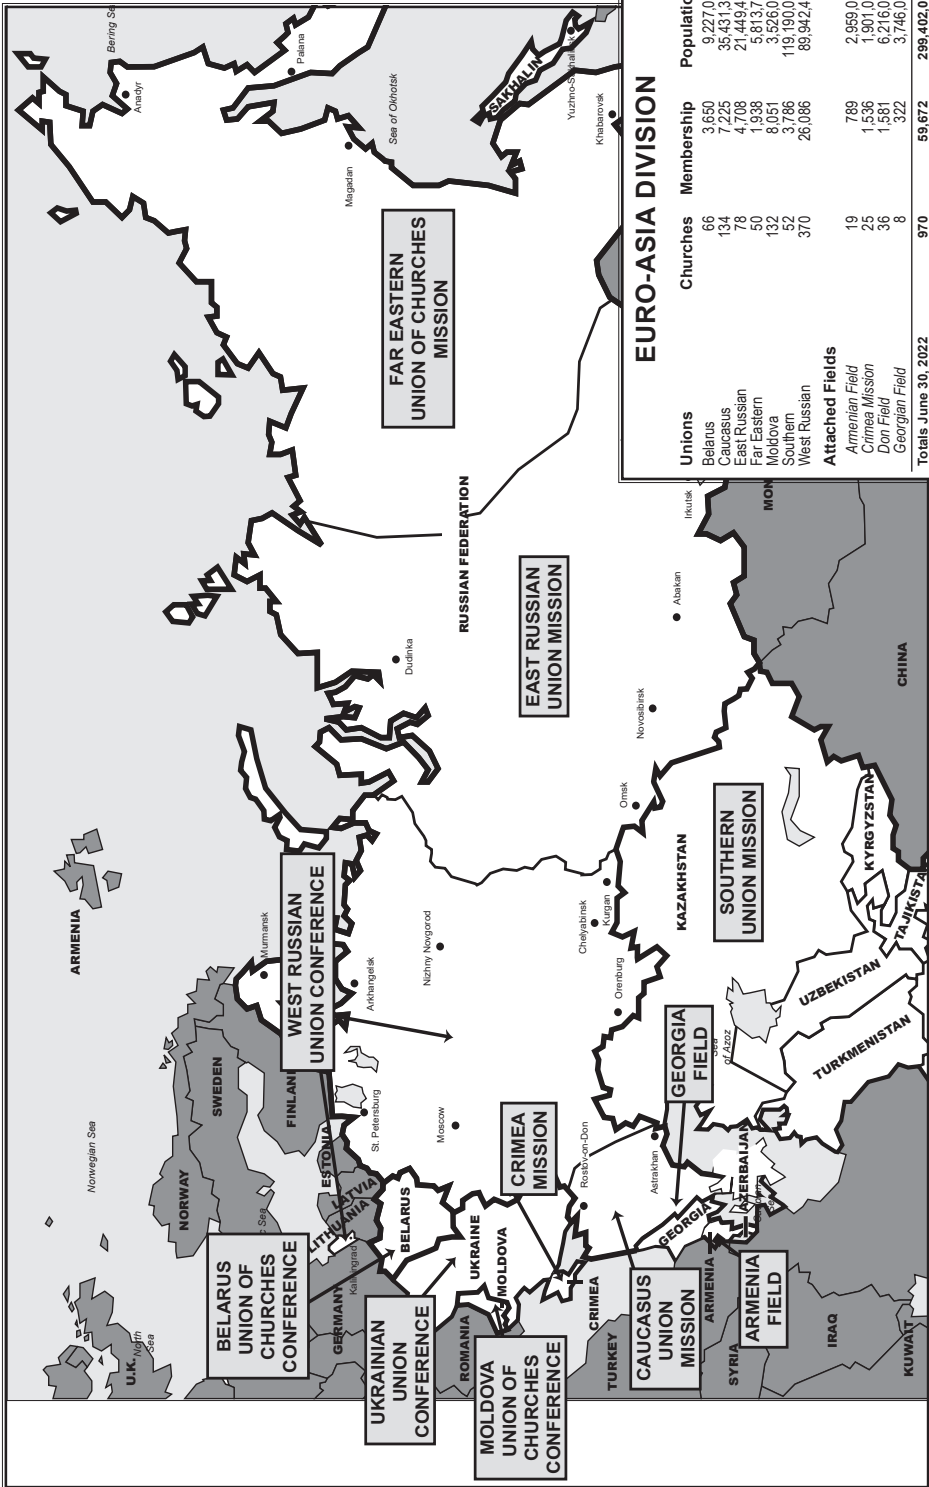 Bering Se
Anadyr
Palana
Sea of Okhotsk
Magadan
SAKHALIN
Khabarovsk
FAR EASTERN
UNION OF CHURCHES
MISSION
RUSSIAN FEDERATION
Dudinka
EAST RUSSIAN
UNION MISSION
Irkutsk
MON
Abakan
Novosibirsk
CHINA
Omsk
KAZAKHSTAN
SOUTHERN
UNION MISSION
KYRGYZSTAN
TAJIKISTA
UZBEKISTAN
TURKMENISTAN
ARMENIA
Murmansk
WEST RUSSIAN
UNION CONFERENCE
Arkhangelsk
Nizhny Novgorod
Chelyabinsk
Kurgan
Orenburg
GEORGIA
FIELD
of Azoz
Norwegian Sea
NORWAY
SWEDEN
FINLAN
ESTONIA
LATVIA
LITHUANIA
St. Petersburg
Moscow
CRIMEA
MISSION
Rostov-on-Don
Astrakhan
AZERBAIJAN
GEORGIA
c Sea
BELARUS
UKRAINE
MOLDOVA
BELARUS
UNION OF
CHURCHES
CONFERENCE
U.K.
North
Sea
GERMANY
UKRAINIAN
UNION
CONFERENCE
ROMANIA
MOLDOVA
UNION OF
CHURCHES
CONFERENCE
CRIMEA
TURKEY
CAUCASUS
UNION
MISSION
ARMENIA
SYRIA
ARMENIA
FIELD
IRAQ
KUWAIT
EURO-ASIA DIVISION
Unions Churches Membership Populatio
Belarus 66 3,650 9,227,0
Caucasus 134 7,225 35,431,3
East Russian 78 4,708 21,449,4
Far Eastern 50 1,938 5,813,7
Moldova 132 8,051 3,526,0
Southern 52 3,786 119,190,0
West Russian 370 26,086 89,942,4
Attached Fields
Armenian Field 19 789 2,959,0
Crimea Mission 25 1,536 1,901,0
Don Field 36 1,581 6,216,0
Georgian Field 8 322 3,746,0
Totals June 30, 2022 970 59,672 299,402,0